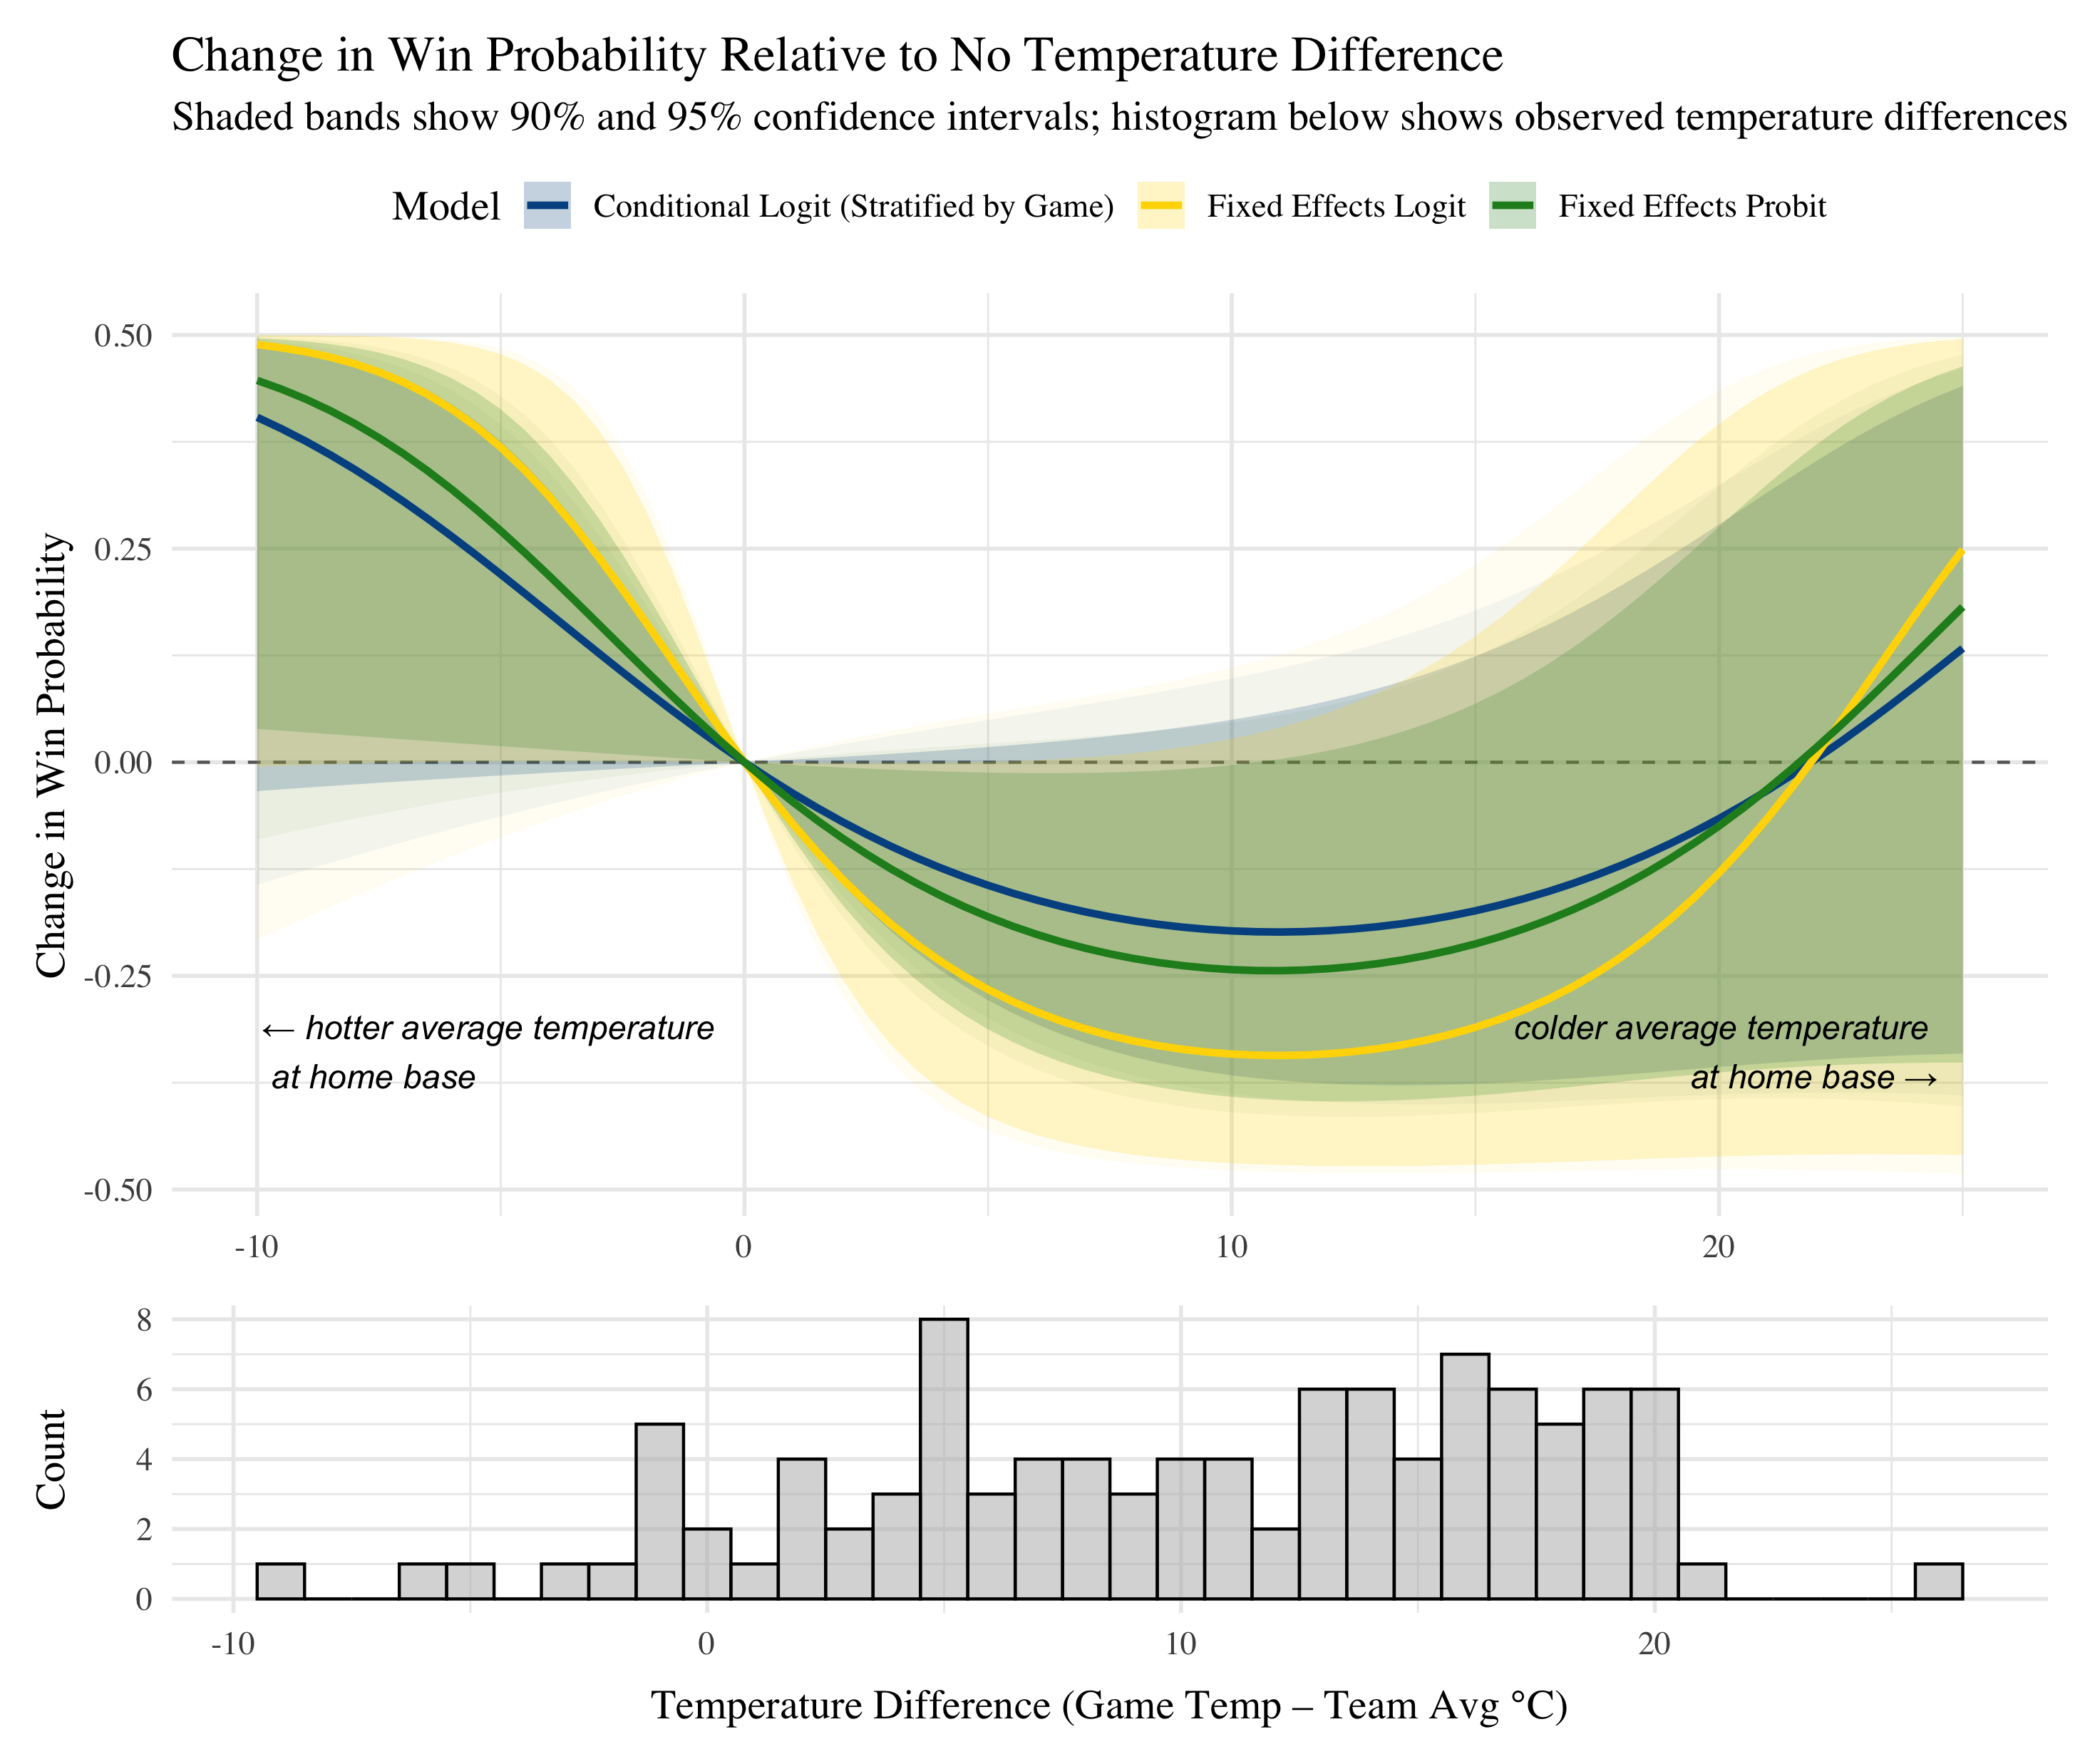 Change in Win Probability Relative to No Temperature Difference
Shaded bands show 90% and 95% confidence intervals; histogram below shows observed temperature differences
Model Conditional Logit (Stratified by Game) Fixed Effects Logit Fixed Effects Probit
Change in Win Probability
0.50
0.25
0.00
-0.25
-0.50
← hotter average temperature
at home base
colder average temperature
at home base →
-10 0 10 20
Count
8
6
4
2
0
-10 0 10 20
Temperature Difference (Game Temp – Team Avg °C)